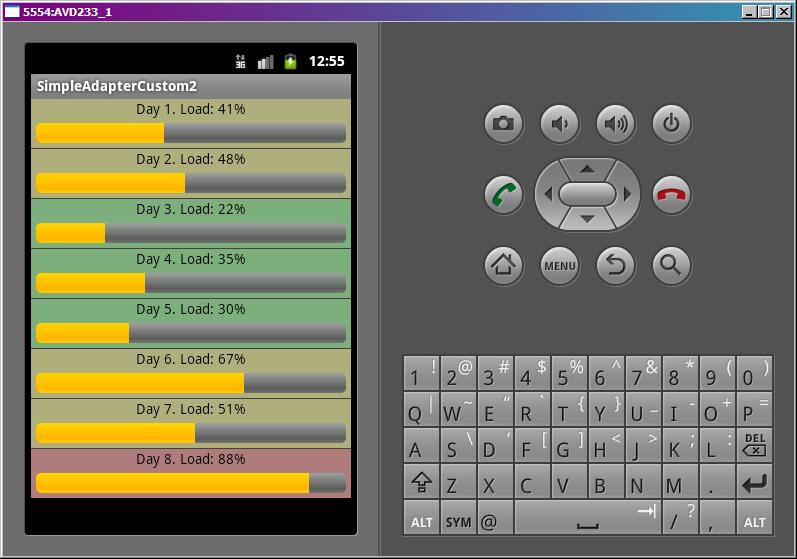 5554:AVD233_1
3G 12:55
SimpleAdapterCustom2
Day 1. Load: 41%
Day 2. Load: 48%
Day 3. Load: 22%
Day 4. Load: 35%
Day 5. Load: 30%
Day 6. Load: 67%
Day 7. Load: 51%
Day 8. Load: 88%
MENU
1 ! 2 @ 3 # 4 $ 5 % 6 ^ 7 & 8 * 9 ( 0 )
Q | W ~ E “ R ` T { Y } U _ I - O + P =
A S \ D ‘ F [ G ] H < J > K ; L : DEL
Z X C V B N M .
ALT SYM @ / ? , ALT